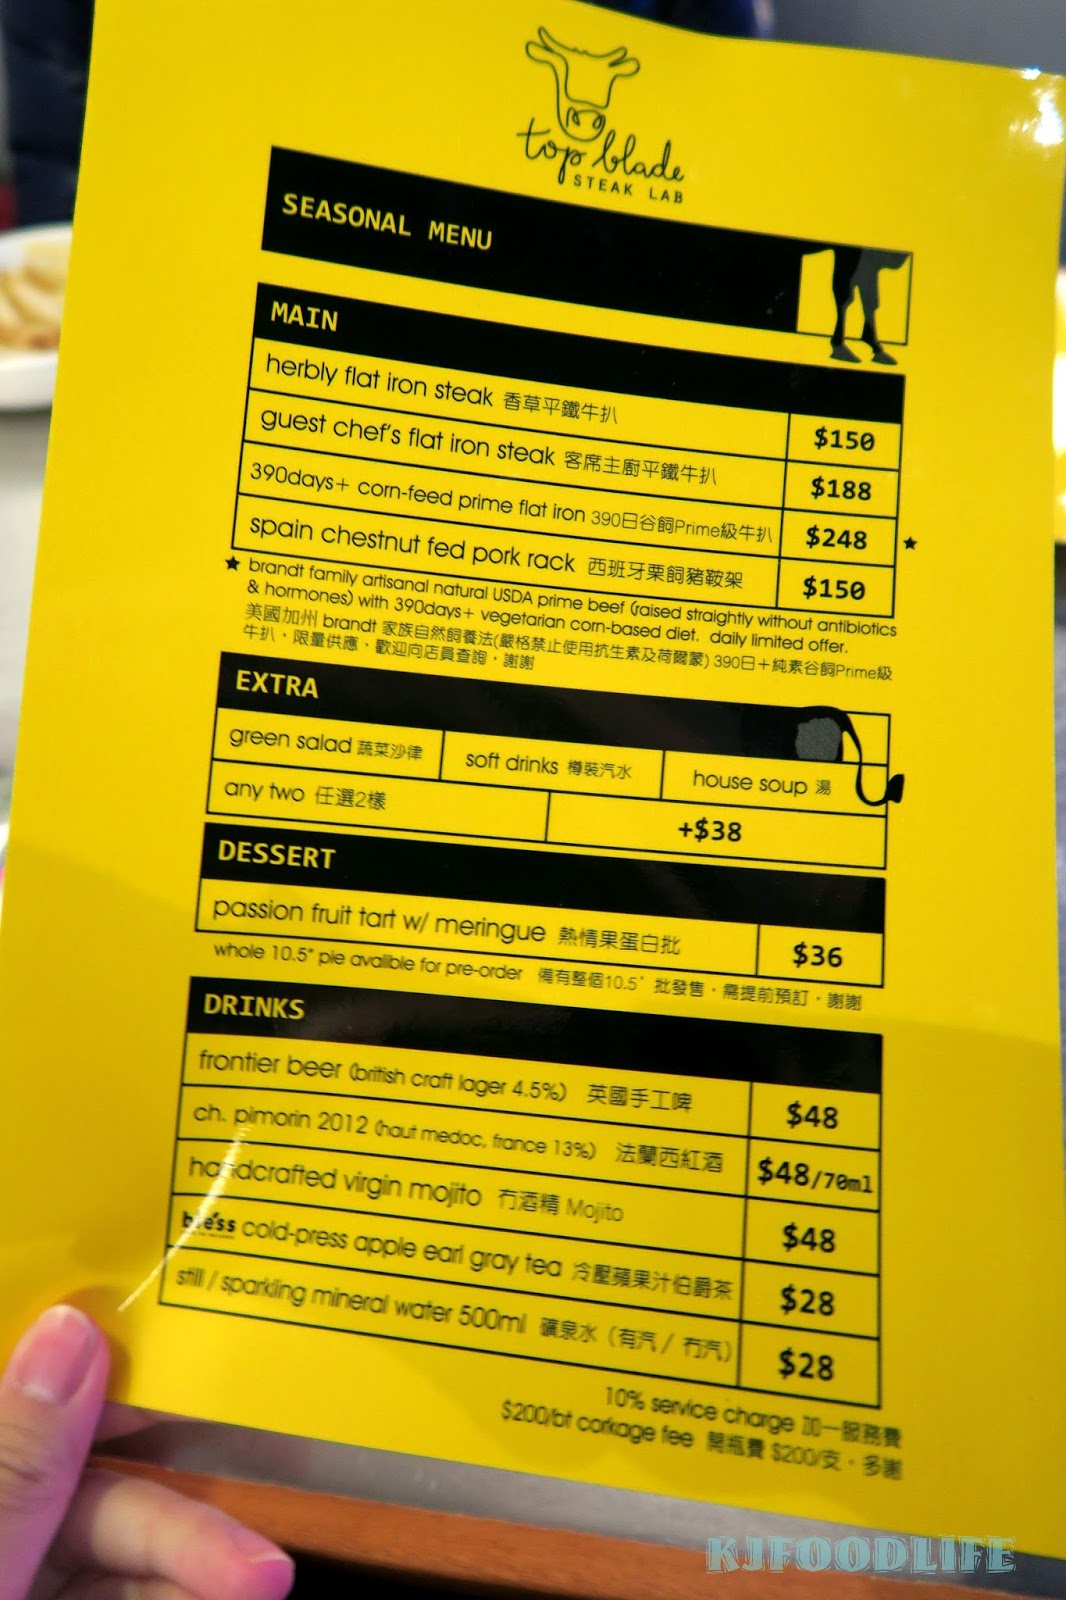 top blade
STEAK LAB
SEASONAL MENU
MAIN
herbly flat iron steak 香草平鐵牛扒 $150
guest chef's flat iron steak 客席主廚平鐵牛扒 $188
390days+ corn-feed prime flat iron 390日谷飼Prime級牛扒 $248 ★
spain chestnut fed pork rack 西班牙栗飼豬鞍架 $150
★ brandt family artisanal natural USDA prime beef (raised straightly without antibiotics
& hormones) with 390days+ vegetarian corn-based diet. daily limited offer.
美國加州 brandt 家族自然飼養法(嚴格禁止使用抗生素及荷爾蒙) 390日+純素谷飼Prime級
牛扒，限量供應，歡迎向店員查詢，謝謝
EXTRA
green salad 蔬菜沙律 soft drinks 樽裝汽水 house soup 湯
any two 任選2樣 +$38
DESSERT
passion fruit tart w/ meringue 熱情果蛋白批 $36
whole 10.5" pie avalible for pre-order 備有整個10.5' 批發售，需提前預訂，謝謝
DRINKS
frontier beer (british craft lager 4.5%) 英國手工啤 $48
ch. pimorin 2012 (haut medoc, france 13%) 法蘭西紅酒 $48/70ml
handcrafted virgin mojito 冇酒精 Mojito $48
cold-press apple earl gray tea 冷壓蘋果汁伯爵茶 $28
still / sparkling mineral water 500ml 礦泉水（有汽 / 冇汽） $28
10% service charge 加一服務費
$200/bt corkage fee 開瓶費 $200/支，多謝
KJFOODLIFE